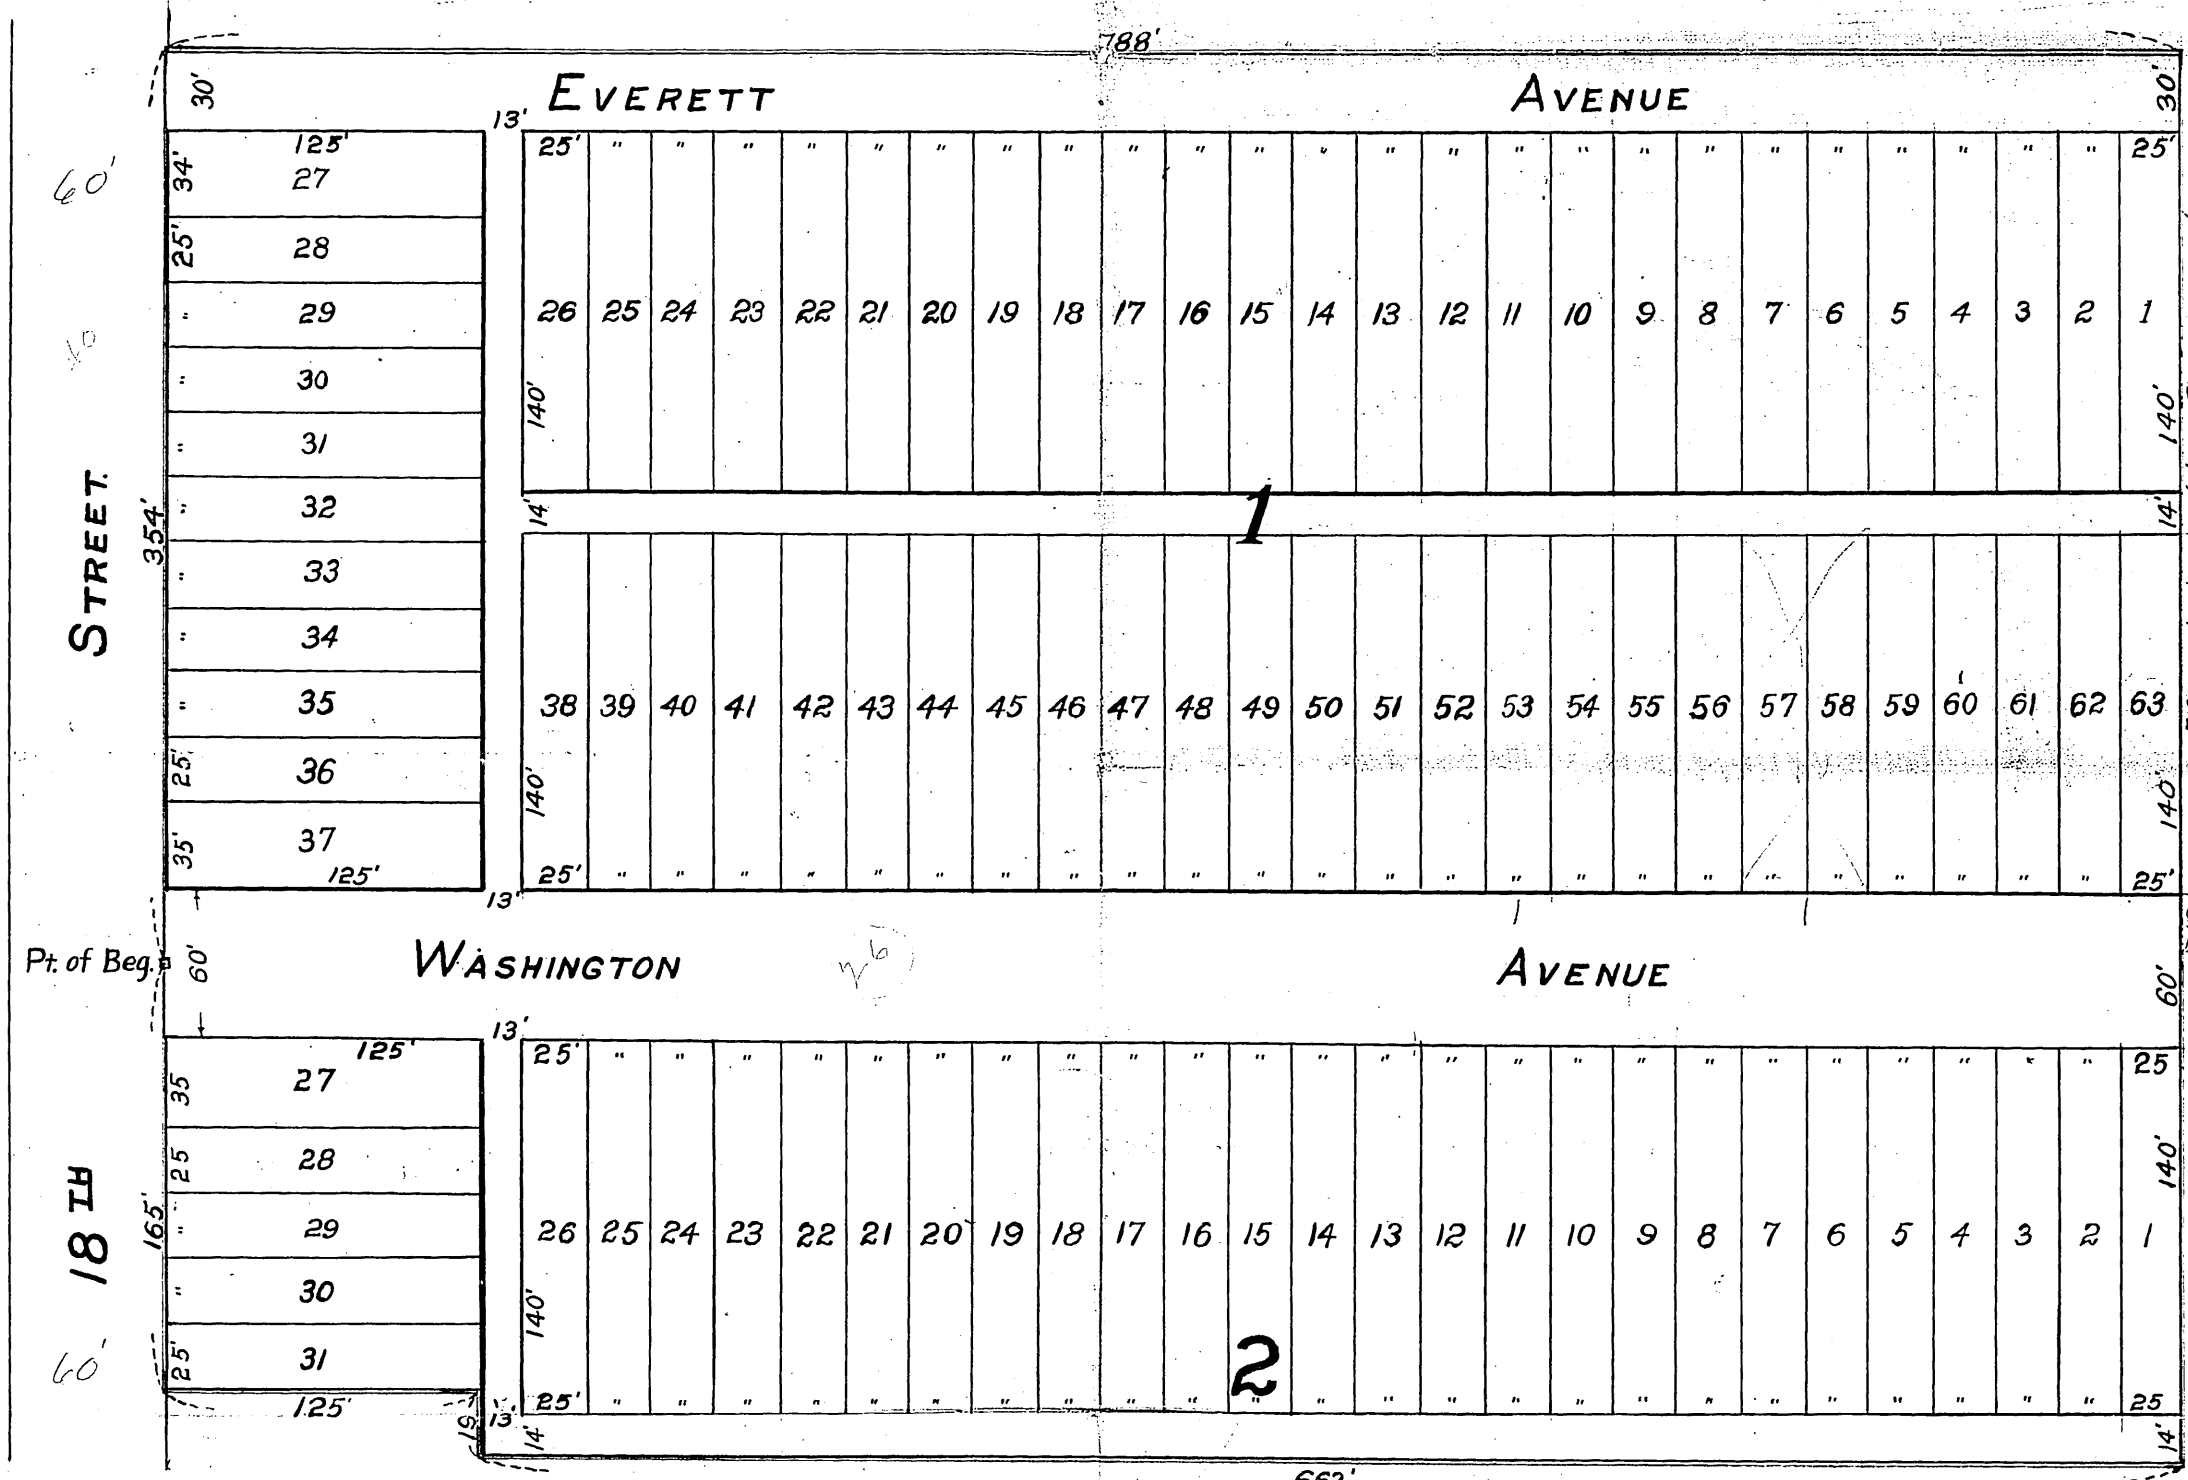 788'
30' EVERETT AVENUE 30'
13'
125' 25' " " " " " " " " " " " " " " " " " " " " " " " " 25'
60' 34' 27
25' 28
" 29 26 25 24 23 22 21 20 19 18 17 16 15 14 13 12 11 10 9 8 7 6 5 4 3 2 1
" 30
" 31 140' 140'
" 32 14' 1 14'
STREET. 354'
" 33
" 34
" 35 38 39 40 41 42 43 44 45 46 47 48 49 50 51 52 53 54 55 56 57 58 59 60 61 62 63
25' 36 140' 140'
35' 37
125' 25' " " " " " " " " " " " " " " " " " " " " " " " " 25'
13'
Pt. of Beg. 60' WASHINGTON AVENUE 60'
26
13'
125' 25' " " " " " " " " " " " " " " " " " " " " " " " " 25
35 27
25 28 140'
18TH 165'
" 29 26 25 24 23 22 21 20 19 18 17 16 15 14 13 12 11 10 9 8 7 6 5 4 3 2 1
" 30 140'
60' 25' 31 2
125' 13' 25' " " " " " " " " " " " " " " " " " " " " " " " " 25
19' 14' 14'